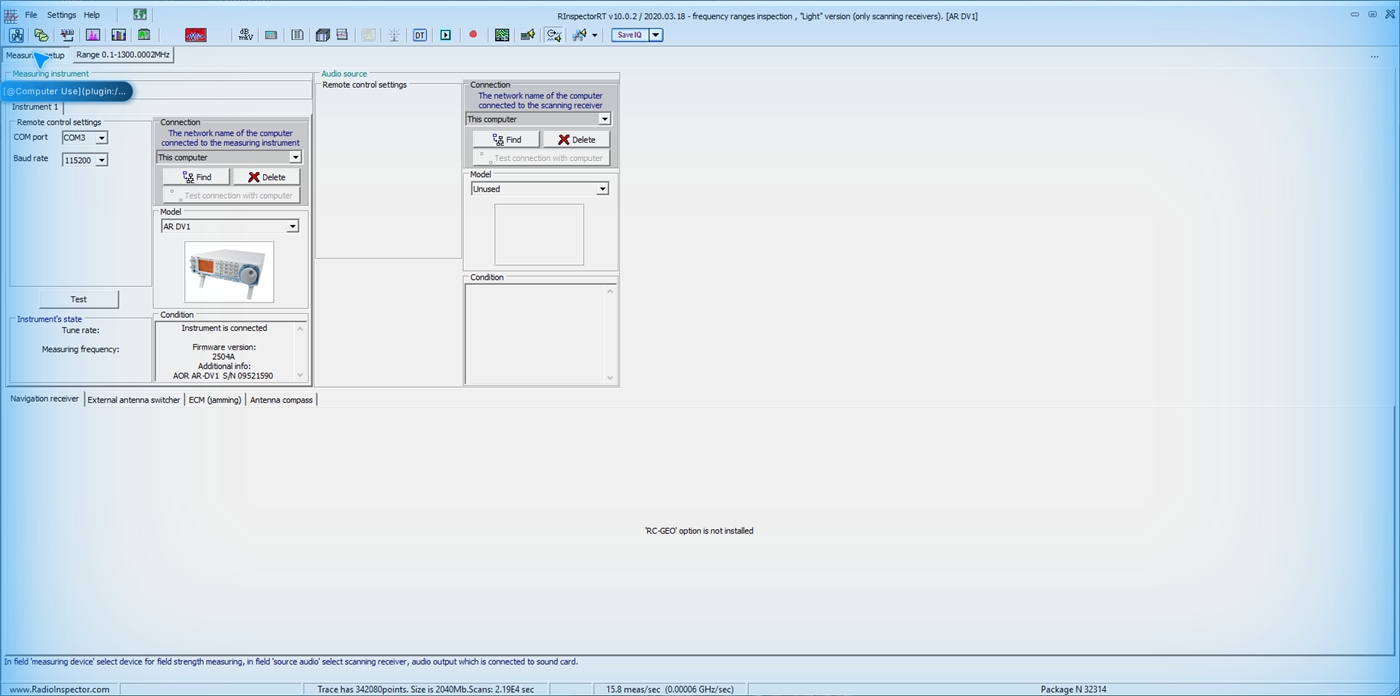 File Settings Help
RInspectorRT v10.0.2 / 2020.03.18 - frequency ranges inspection , "Light" version (only scanning receivers). [AR DV1]
dB mKV
DT
Save IQ
Range 0.1-1300.0002MHz
...
Measuring instrument
Audio source
[@Computer Use](plugin:/...
Instrument 1
Remote control settings
COM port COM3
Baud rate 115200
Connection
The network name of the computer
connected to the measuring instrument
This computer
Find Delete
Test connection with computer
Model
AR DV1
Test
Instrument's state
Tune rate:
Measuring frequency:
Condition
Instrument is connected
Firmware version:
2504A
Additional info:
AOR AR-DV1 S/N 09521590
Remote control settings
Connection
The network name of the computer
connected to the scanning receiver
This computer
Find Delete
Test connection with computer
Model
Unused
Condition
Navigation receiver External antenna switcher ECM (jamming) Antenna compass
'RC-GEO' option is not installed
In field 'measuring device' select device for field strength measuring, in field 'source audio' select scanning receiver, audio output which is connected to sound card.
www.RadioInspector.com Trace has 342080points. Size is 2040Mb.Scans: 2.19E4 sec 15.8 meas/sec (0.00006 GHz/sec) Package N 32314